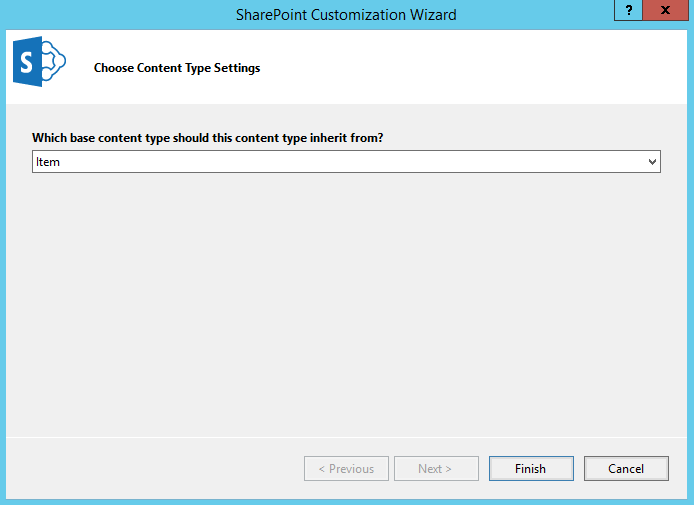 SharePoint Customization Wizard
? x
S
Choose Content Type Settings
Which base content type should this content type inherit from?
Item
< Previous Next > Finish Cancel